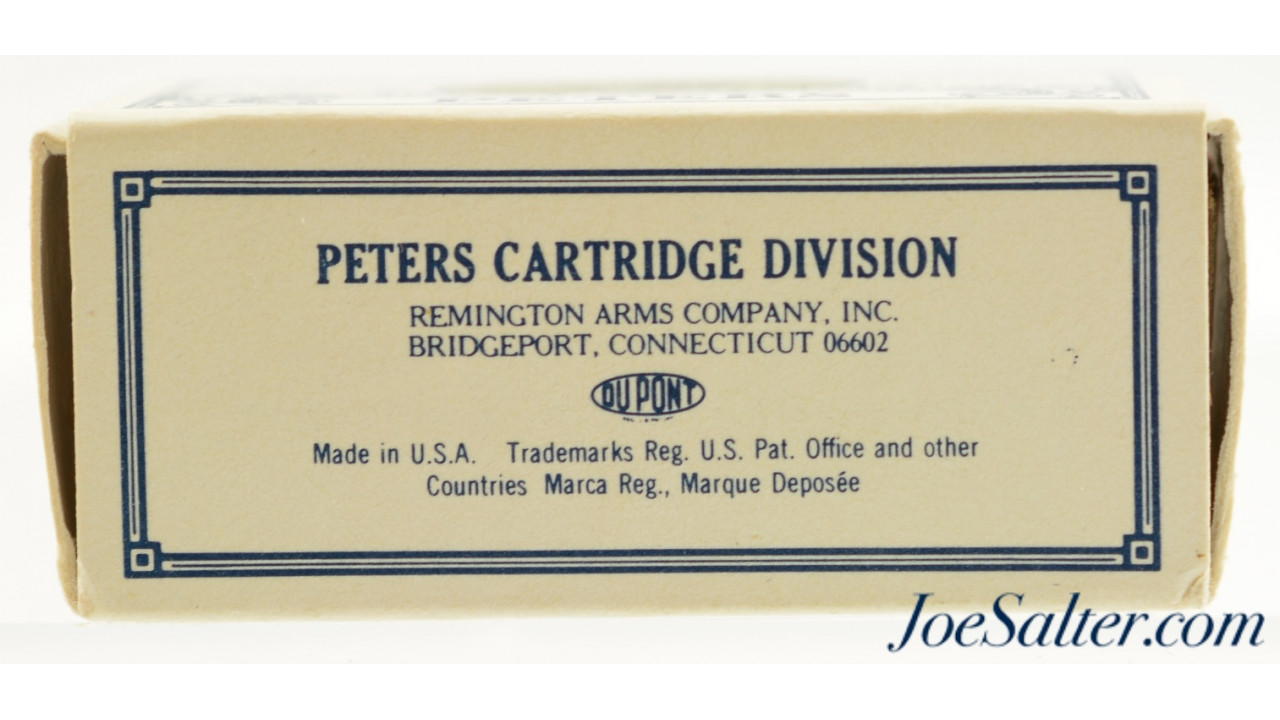 PETERS CARTRIDGE DIVISION
REMINGTON ARMS COMPANY, INC.
BRIDGEPORT, CONNECTICUT 06602
DU PONT
Made in U.S.A. Trademarks Reg. U.S. Pat. Office and other
Countries Marca Reg., Marque Deposée
JoeSalter.com